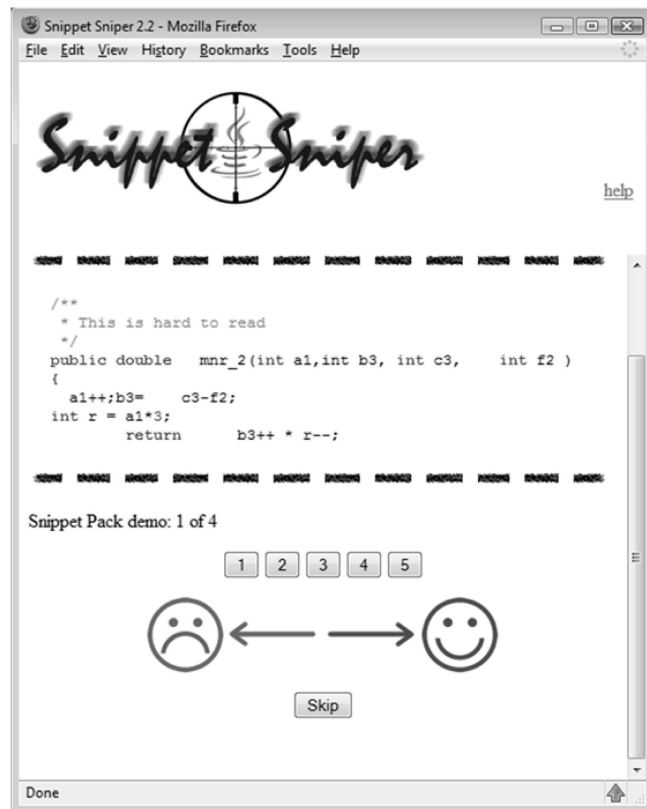 Snippet Sniper 2.2 - Mozilla Firefox
File Edit View History Bookmarks Tools Help
Snippet Sniper
help
/**
 * This is hard to read
 */
public double   mnr_2(int a1,int b3, int c3,    int f2 )
{
  a1++;b3=    c3-f2;
int r = a1*3;
        return      b3++ * r--;
Snippet Pack demo: 1 of 4
1 2 3 4 5
Skip
Done